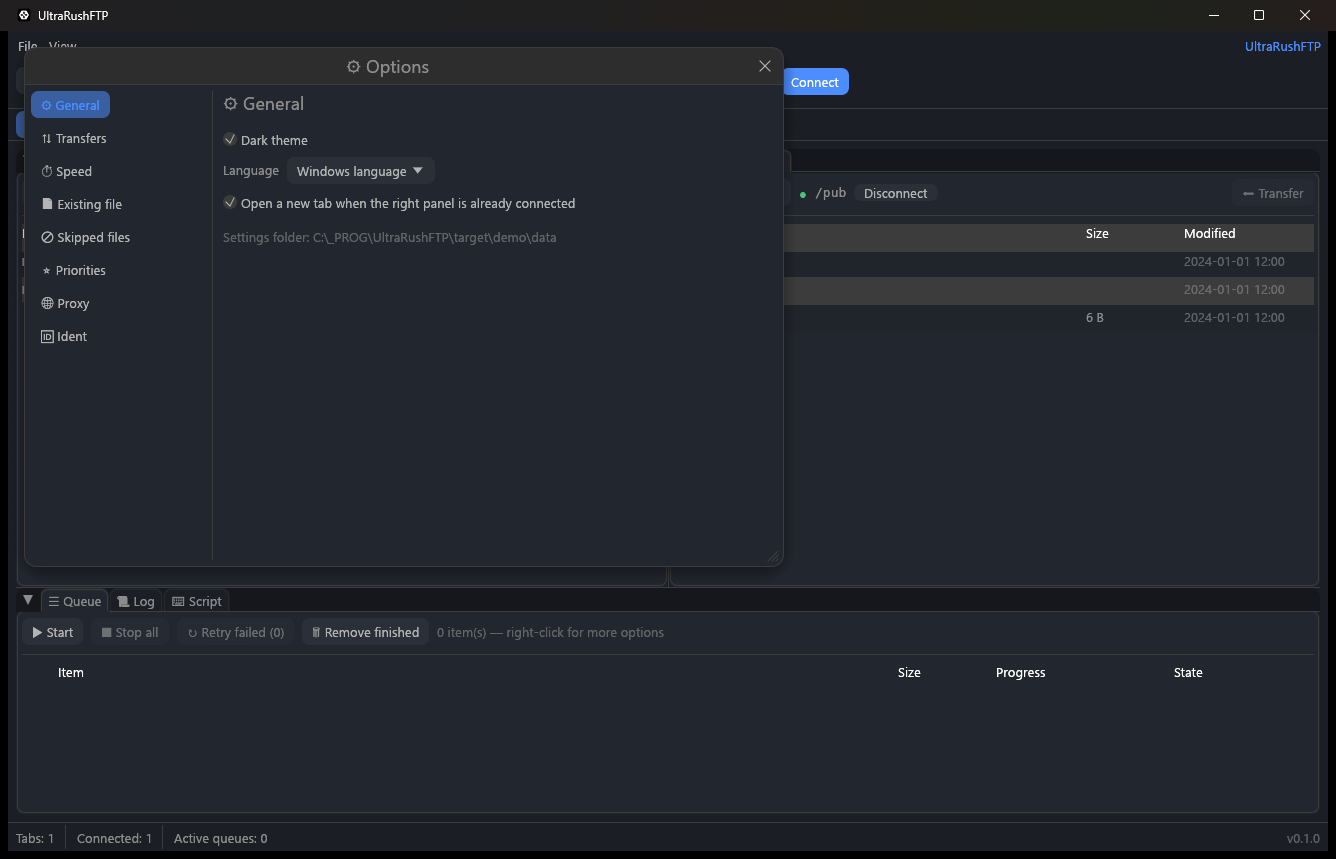 UltraRushFTP
File View
UltraRushFTP
Options
Connect
General
Transfers
Speed
Existing file
Skipped files
Priorities
Proxy
Ident
General
Dark theme
Language Windows language
Open a new tab when the right panel is already connected
Settings folder: C:\_PROG\UltraRushFTP\target\demo\data
/pub Disconnect Transfer
Size Modified
2024-01-01 12:00
2024-01-01 12:00
6 B 2024-01-01 12:00
Queue Log Script
Start Stop all Retry failed (0) Remove finished 0 item(s) — right-click for more options
Item Size Progress State
Tabs: 1 Connected: 1 Active queues: 0 v0.1.0